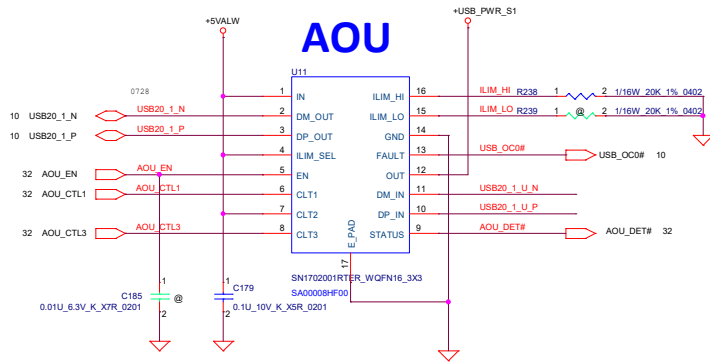 AOU
+5VALW
+USB_PWR_S1
U11
0728
1 IN
2 DM_OUT
3 DP_OUT
4 ILIM_SEL
5 EN
6 CLT1
7 CLT2
8 CLT3
ILIM_HI 16
ILIM_LO 15
GND 14
FAULT 13
OUT 12
DM_IN 11
DP_IN 10
STATUS 9
E_PAD
17
10 USB20_1_N USB20_1_N
10 USB20_1_P USB20_1_P
32 AOU_EN AOU_EN
32 AOU_CTL1 AOU_CTL1
32 AOU_CTL3 AOU_CTL3
ILIM_HI R238 1 2 1/16W_20K_1%_0402
ILIM_LO R239 1 @ 2 1/16W_20K_1%_0402
USB_OC0# USB_OC0# 10
USB20_1_U_N
USB20_1_U_P
AOU_DET# AOU_DET# 32
SN1702001RTER_WQFN16_3X3
SA00008HF00
1
C185
@
0.01U_6.3V_K_X7R_0201
2
1
C179
0.1U_10V_K_X5R_0201
2